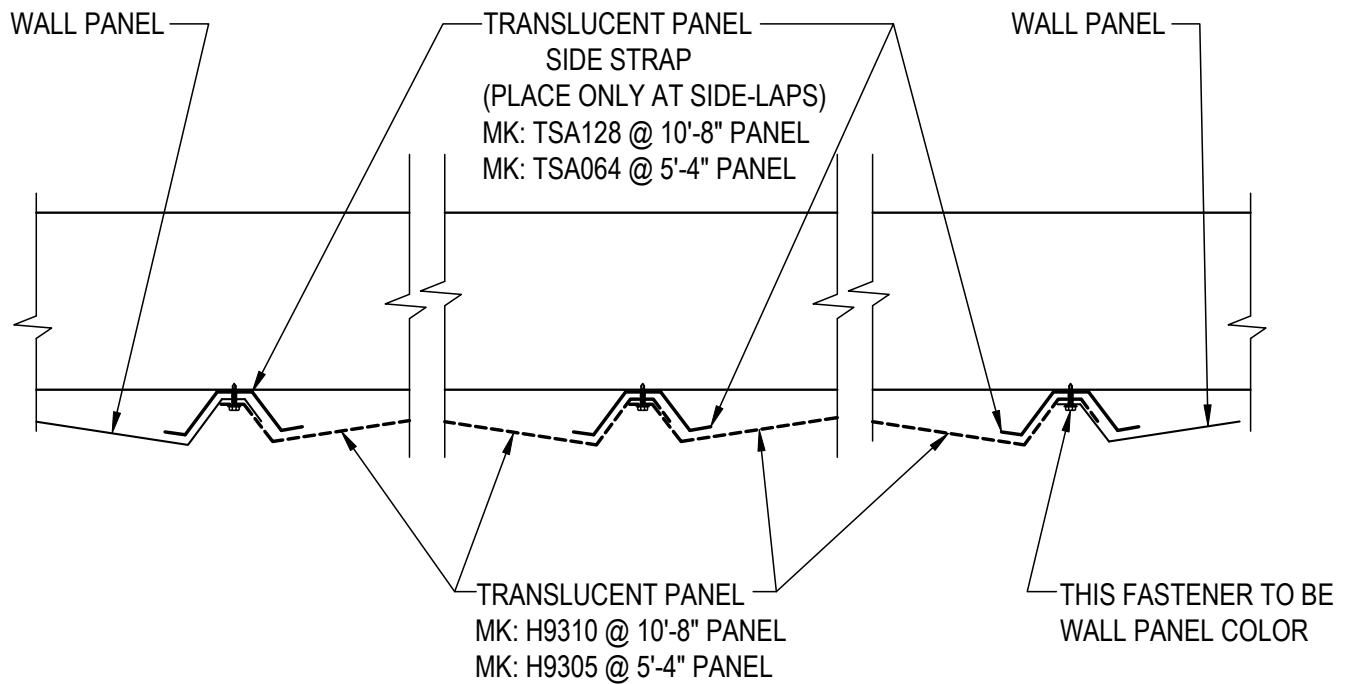 WALL PANEL
TRANSLUCENT PANEL
SIDE STRAP
(PLACE ONLY AT SIDE-LAPS)
MK: TSA128 @ 10'-8" PANEL
MK: TSA064 @ 5'-4" PANEL
WALL PANEL
TRANSLUCENT PANEL
MK: H9310 @ 10'-8" PANEL
MK: H9305 @ 5'-4" PANEL
THIS FASTENER TO BE
WALL PANEL COLOR